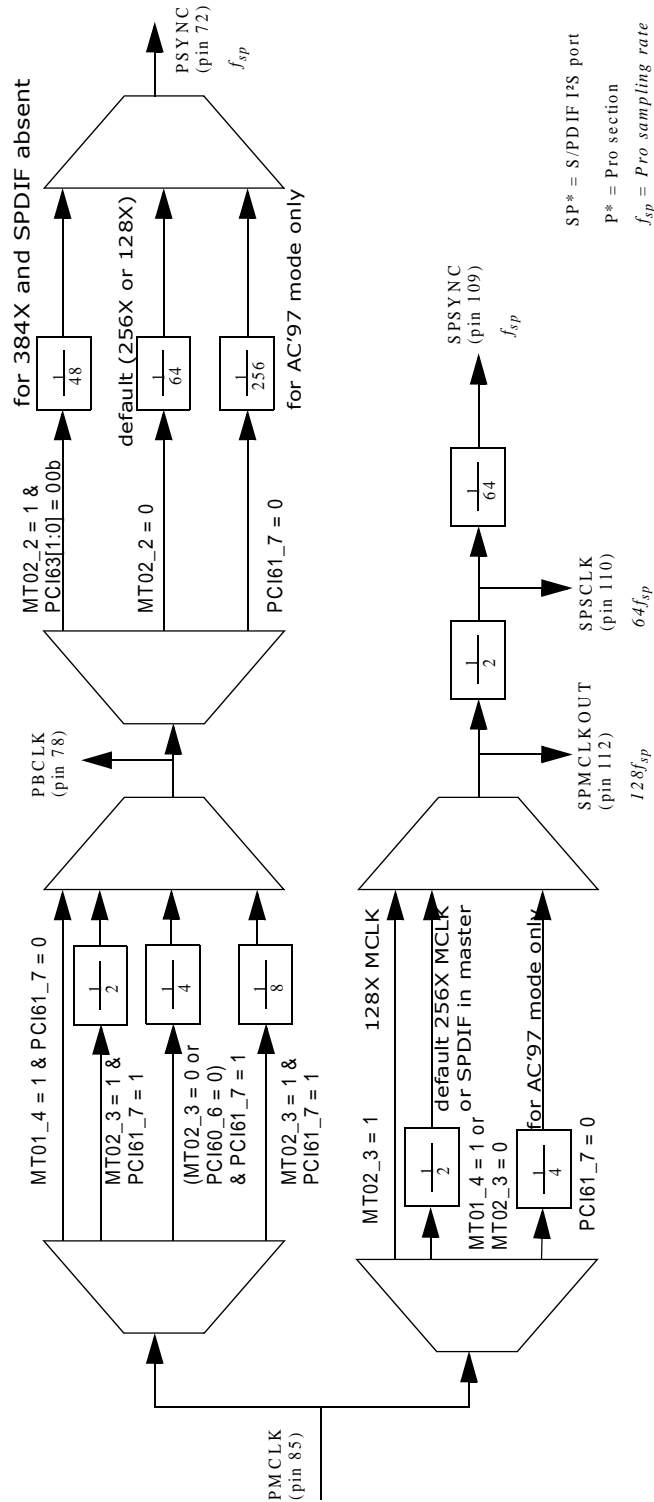 PMCLK
(pin 85)
MT01_4 = 1 & PCI61_7 = 0
MT02_3 = 1 &
PCI61_7 = 1
1
2
(MT02_3 = 0 or
PCI60_6 = 0)
& PCI61_7 = 1
1
4
MT02_3 = 1 &
PCI61_7 = 1
1
8
PBCLK
(pin 78)
MT02_2 = 1 &
PCI63[1:0] = 00b
1
48
for 384X and SPDIF absent
MT02_2 = 0
1
64
default (256X or 128X)
PCI61_7 = 0
1
256
for AC'97 mode only
PSYNC
(pin 72)
fsp
MT02_3 = 1
128X MCLK
1
2
MT01_4 = 1 or
MT02_3 = 0
default 256X MCLK
or SPDIF in master
1
4
PCI61_7 = 0
for AC'97 mode only
SPMCLKOUT
(pin 112)
128fsp
1
2
SPSCLK
(pin 110)
64fsp
1
64
SPSYNC
(pin 109)
fsp
SP* = S/PDIF I²S port
P* = Pro section
fsp = Pro sampling rate